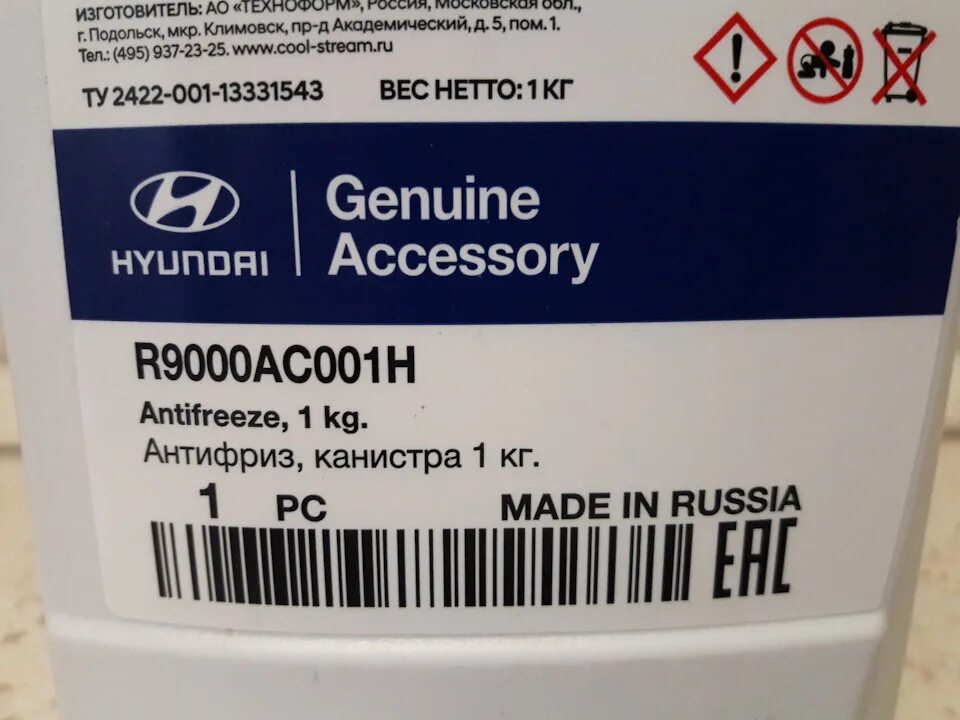 ИЗГОТОВИТЕЛЬ: АО "ТЕХНОФОРМ", Россия, Московская обл.,
г. Подольск, мкр. Климовск, пр-д Академический, д. 5, пом. 1.
Тел.: (495) 937-23-25. www.cool-stream.ru
ТУ 2422-001-13331543
ВЕС НЕТТО: 1 КГ
HYUNDAI
Genuine
Accessory
R9000AC001H
Antifreeze, 1 kg.
Антифриз, канистра 1 кг.
1 PC
MADE IN RUSSIA
EAC